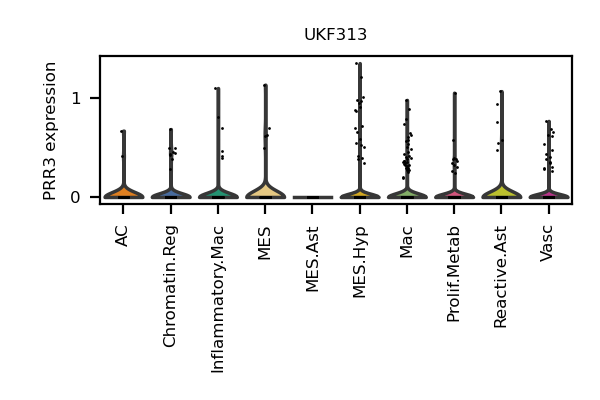 UKF313
PRR3 expression
1
0
AC
Chromatin.Reg
Inflammatory.Mac
MES
MES.Ast
MES.Hyp
Mac
Prolif.Metab
Reactive.Ast
Vasc